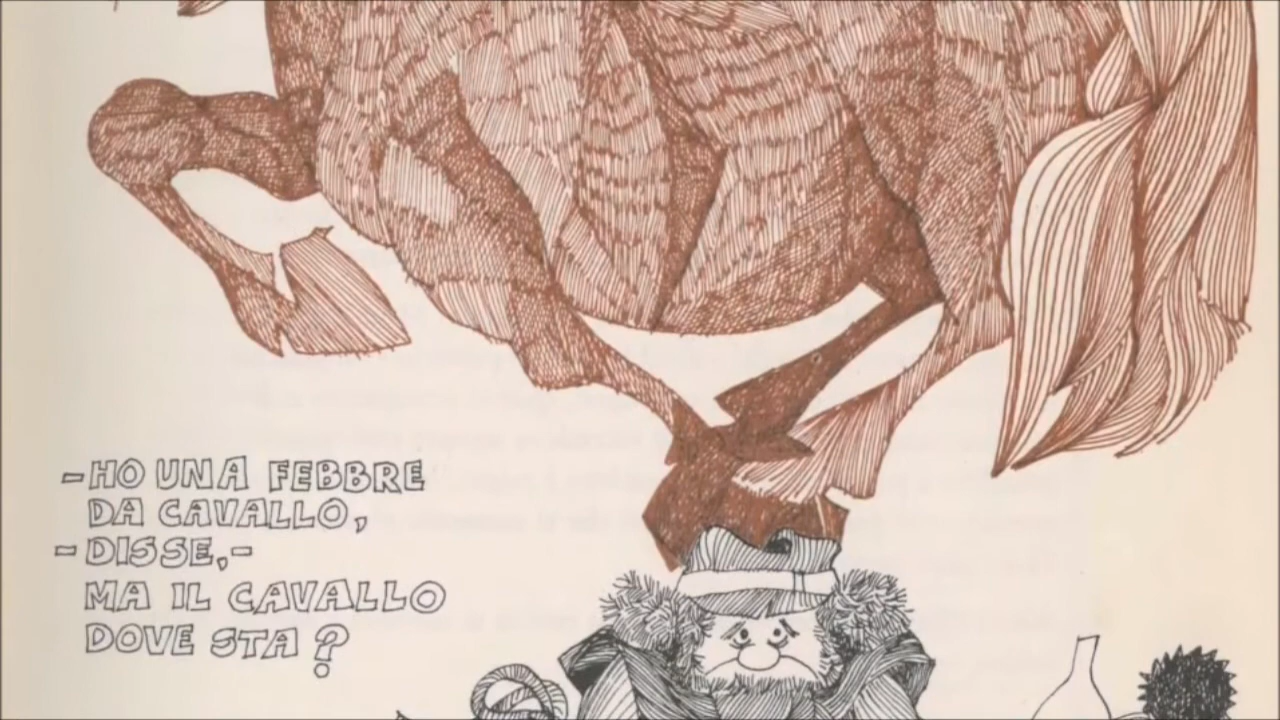 -HO UNA FEBBRE
DA CAVALLO,
-DISSE,-
MA IL CAVALLO
DOVE STA?